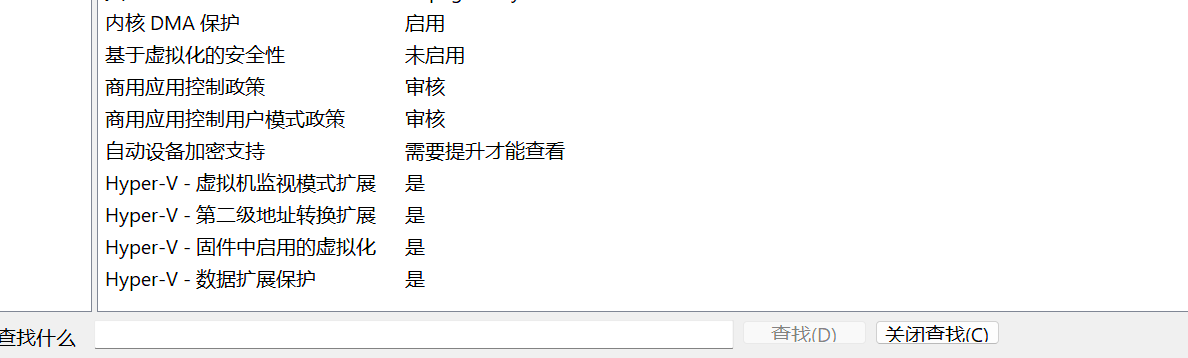 内核 DMA 保护 启用
基于虚拟化的安全性 未启用
商用应用控制政策 审核
商用应用控制用户模式政策 审核
自动设备加密支持 需要提升才能查看
Hyper-V - 虚拟机监视模式扩展 是
Hyper-V - 第二级地址转换扩展 是
Hyper-V - 固件中启用的虚拟化 是
Hyper-V - 数据扩展保护 是
查找什么 查找(D) 关闭查找(C)